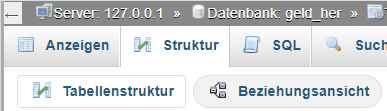 Server: 127.0.0.1 » Datenbank: geld_her »
Anzeigen Struktur SQL Such
Tabellenstruktur Beziehungsansicht